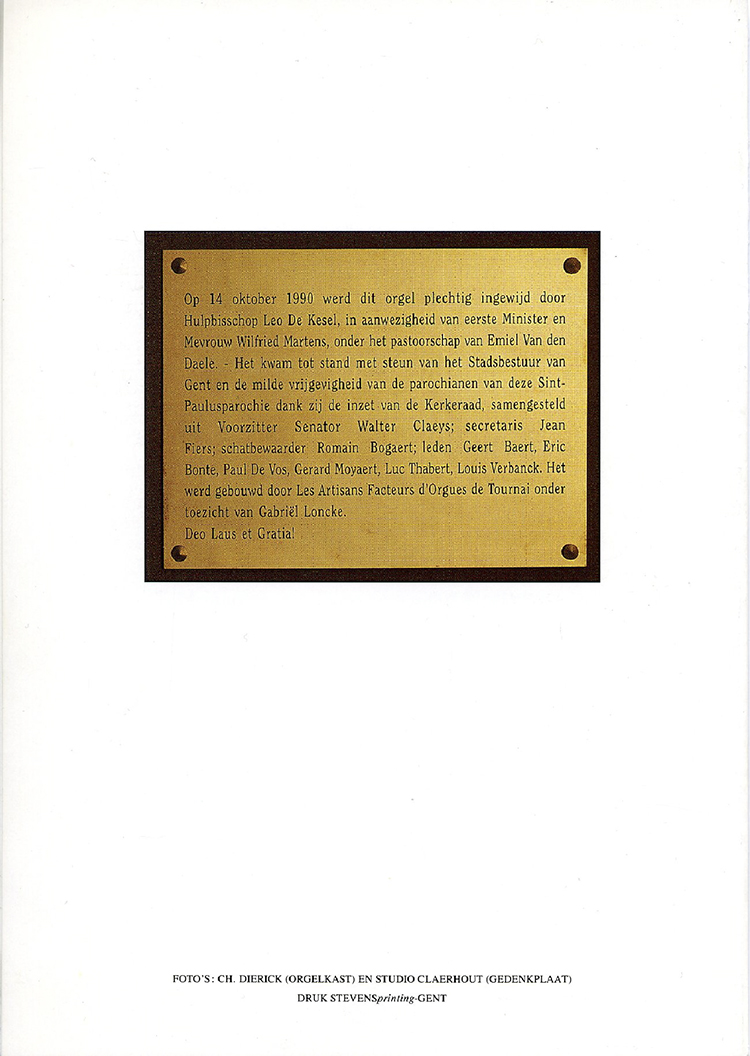 Op 14 oktober 1990 werd dit orgel plechtig ingewijd door
Hulpbisschop Leo De Kesel, in aanwezigheid van eerste Minister en
Mevrouw Wilfried Martens, onder het pastoorschap van Emiel Van den
Daele. - Het kwam tot stand met steun van het Stadsbestuur van
Gent en de milde vrijgevigheid van de parochianen van deze Sint-
Paulusparochie dank zij de inzet van de Kerkeraad, samengesteld
uit Voorzitter Senator Walter Claeys; secretaris Jean
Fiers; schatbewaarder Romain Bogaert; leden Geert Baert, Eric
Bonte, Paul De Vos, Gerard Moyaert, Luc Thabert, Louis Verbanck. Het
werd gebouwd door Les Artisans Facteurs d'Orgues de Tournai onder
toezicht van Gabriël Loncke.
Deo Laus et Gratia!
FOTO'S: CH. DIERICK (ORGELKAST) EN STUDIO CLAERHOUT (GEDENKPLAAT)
DRUK STEVENSprinting-GENT